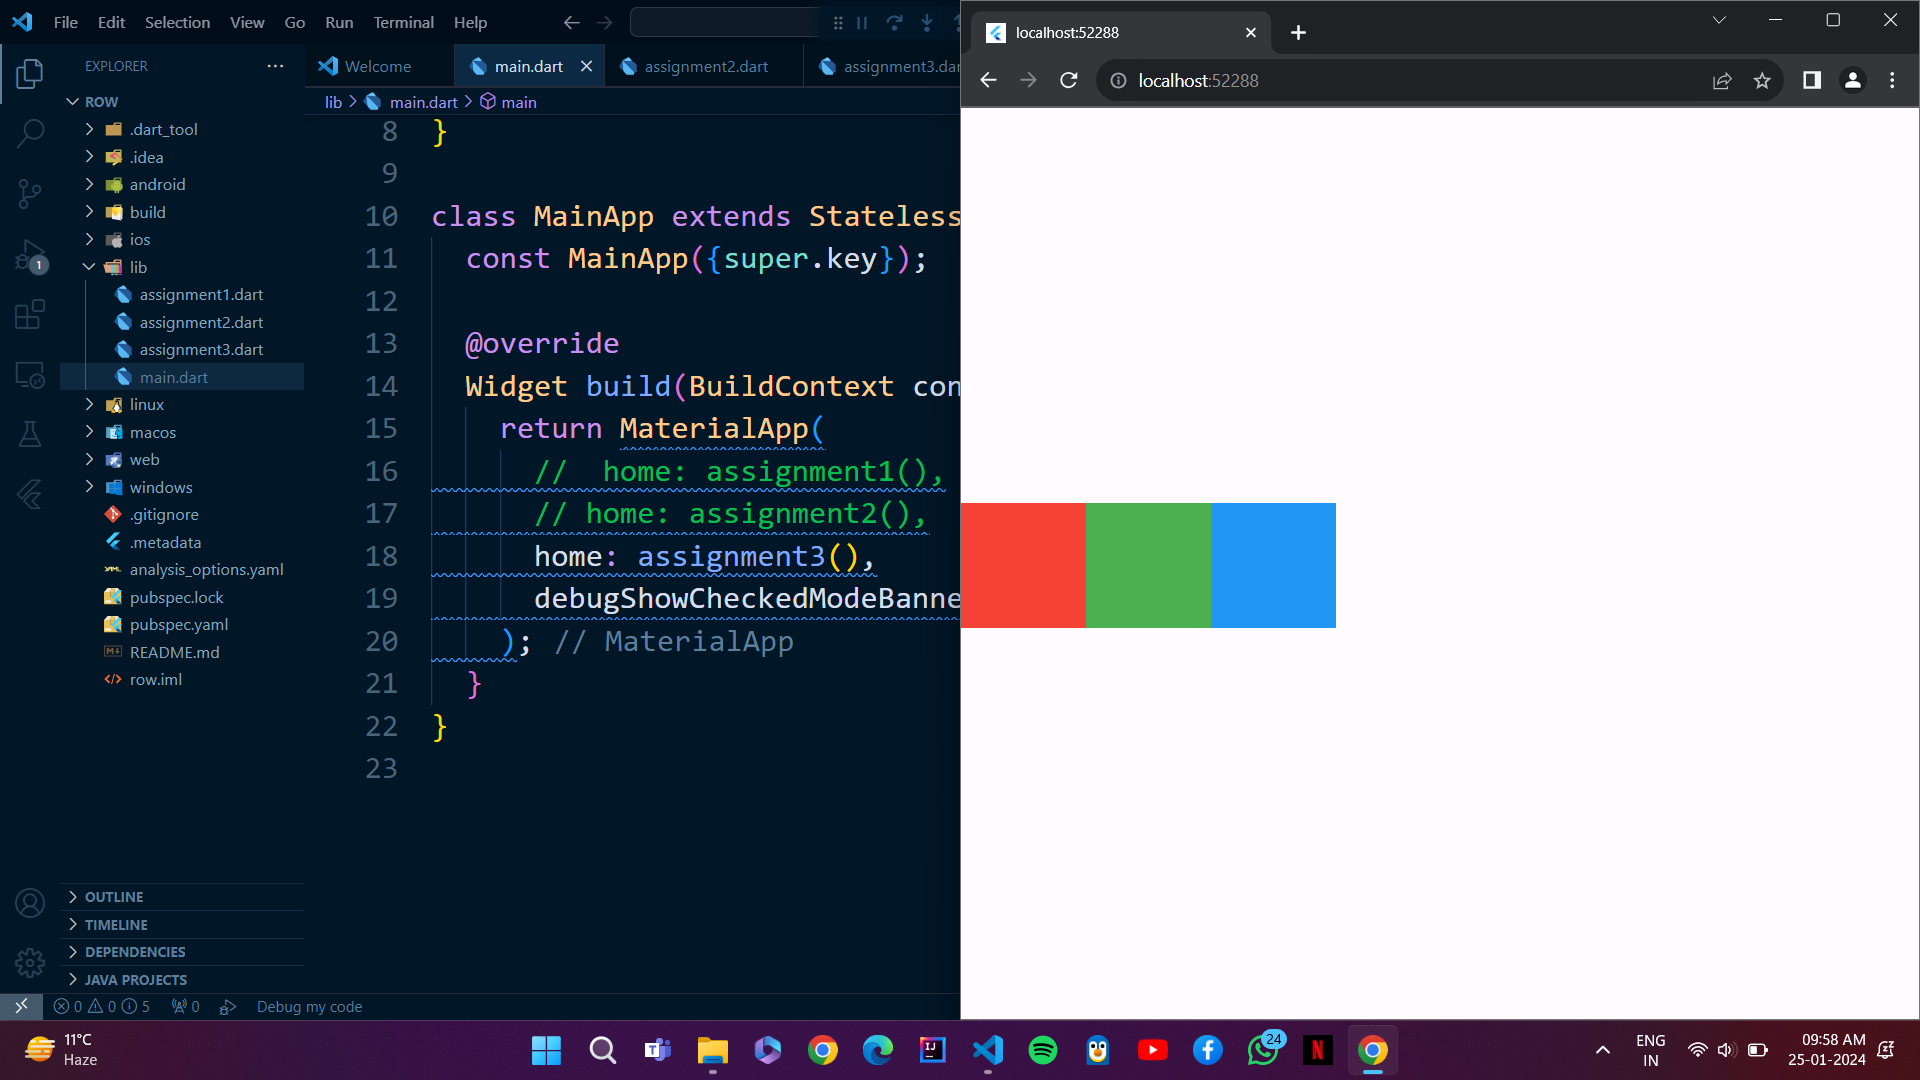 File Edit Selection View Go Run Terminal Help
localhost:52288
localhost:52288
EXPLORER
Welcome
main.dart
assignment2.dart
assignment3.dar
lib > main.dart > main
ROW
.dart_tool
.idea
android
build
ios
lib
assignment1.dart
assignment2.dart
assignment3.dart
main.dart
linux
macos
web
windows
.gitignore
.metadata
analysis_options.yaml
pubspec.lock
pubspec.yaml
README.md
row.iml
1
8 }
9
10 class MainApp extends Stateless
11 const MainApp({super.key});
12
13 @override
14 Widget build(BuildContext con
15 return MaterialApp(
16 //  home: assignment1(),
17 // home: assignment2(),
18 home: assignment3(),
19 debugShowCheckedModeBanne
20 ); // MaterialApp
21 }
22 }
23
OUTLINE
TIMELINE
DEPENDENCIES
JAVA PROJECTS
0 0 5 0 Debug my code
11°C
Haze
24
ENG
IN
09:58 AM
25-01-2024